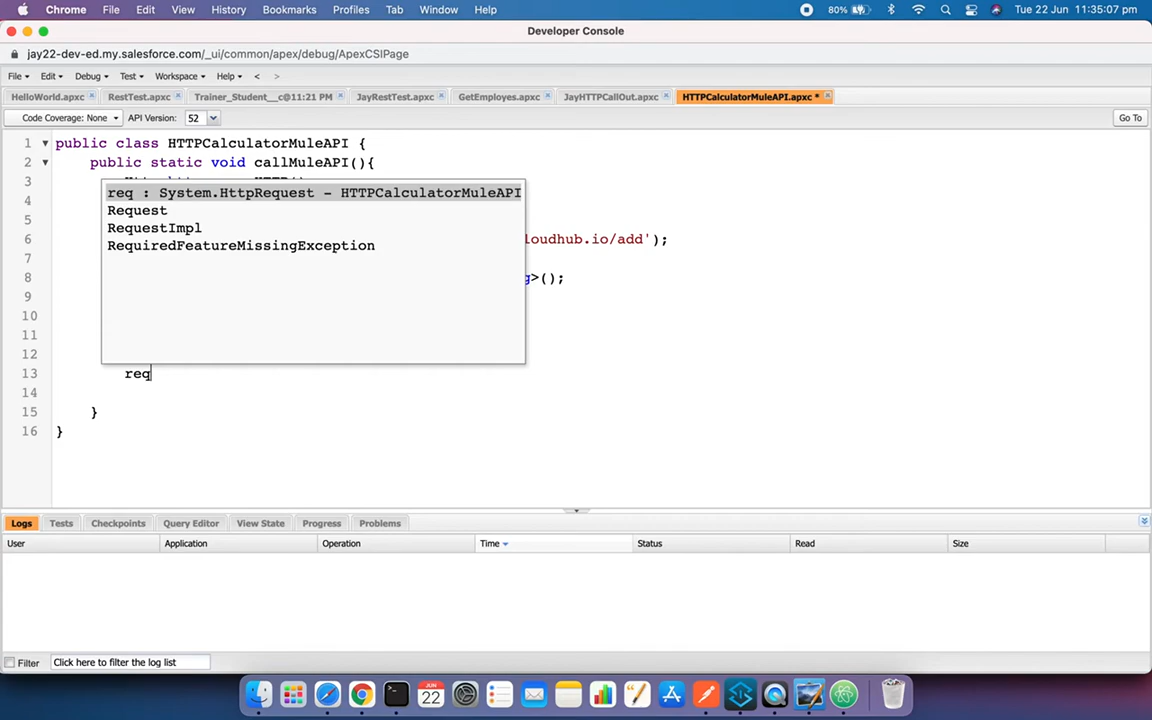 Chrome File Edit View History Bookmarks Profiles Tab Window Help 80% Tue 22 Jun 11:35:07 pm
Developer Console
jay22-dev-ed.my.salesforce.com/_ui/common/apex/debug/ApexCSIPage
File Edit Debug Test Workspace Help < >
HelloWorld.apxc RestTest.apxc Trainer_Student__c@11:21 PM JayRestTest.apxc GetEmployes.apxc JayHTTPCallOut.apxc HTTPCalculatorMuleAPI.apxc *
Code Coverage: None API Version: 52 Go To
1 public class HTTPCalculatorMuleAPI {
2 public static void callMuleAPI(){
3
4
5
6 loudhub.io/add');
7
8 g>();
9
10
11
12
13 req
14
15 }
16 }
req : System.HttpRequest - HTTPCalculatorMuleAPI
Request
RequestImpl
RequiredFeatureMissingException
Logs Tests Checkpoints Query Editor View State Progress Problems
User Application Operation Time Status Read Size
Filter Click here to filter the log list
JUN
22